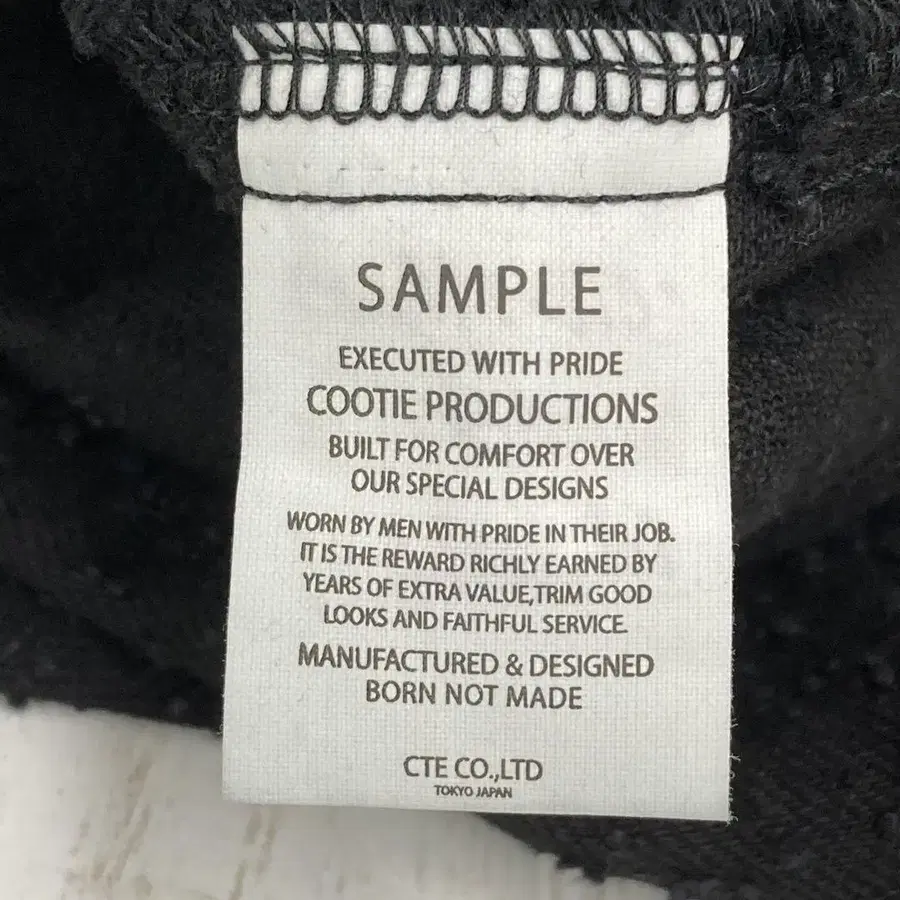 SAMPLE
EXECUTED WITH PRIDE
COOTIE PRODUCTIONS
BUILT FOR COMFORT OVER
OUR SPECIAL DESIGNS
WORN BY MEN WITH PRIDE IN THEIR JOB.
IT IS THE REWARD RICHLY EARNED BY
YEARS OF EXTRA VALUE,TRIM GOOD
LOOKS AND FAITHFUL SERVICE.
MANUFACTURED & DESIGNED
BORN NOT MADE
CTE CO.,LTD
TOKYO JAPAN